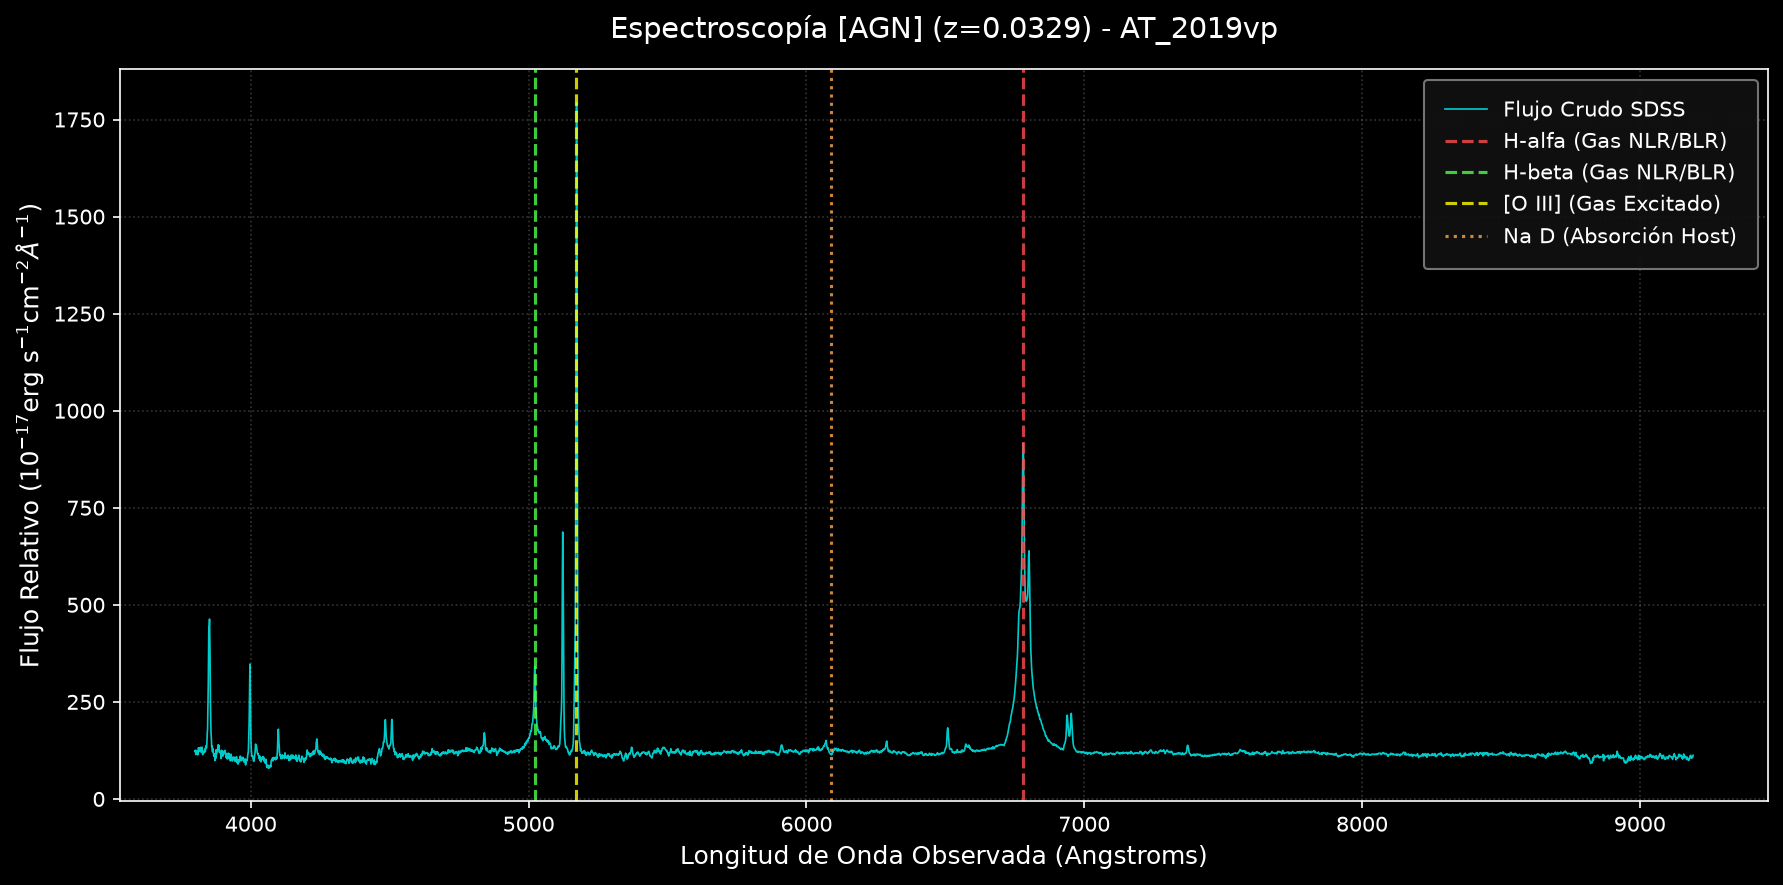 Espectroscopía [AGN] (z=0.0329) - AT_2019vp
Flujo Crudo SDSS
H-alfa (Gas NLR/BLR)
H-beta (Gas NLR/BLR)
[O III] (Gas Excitado)
Na D (Absorción Host)
Flujo Relativo (10⁻¹⁷erg s⁻¹cm⁻²Å⁻¹)
1750
1500
1250
1000
750
500
250
0
4000 5000 6000 7000 8000 9000
Longitud de Onda Observada (Angstroms)